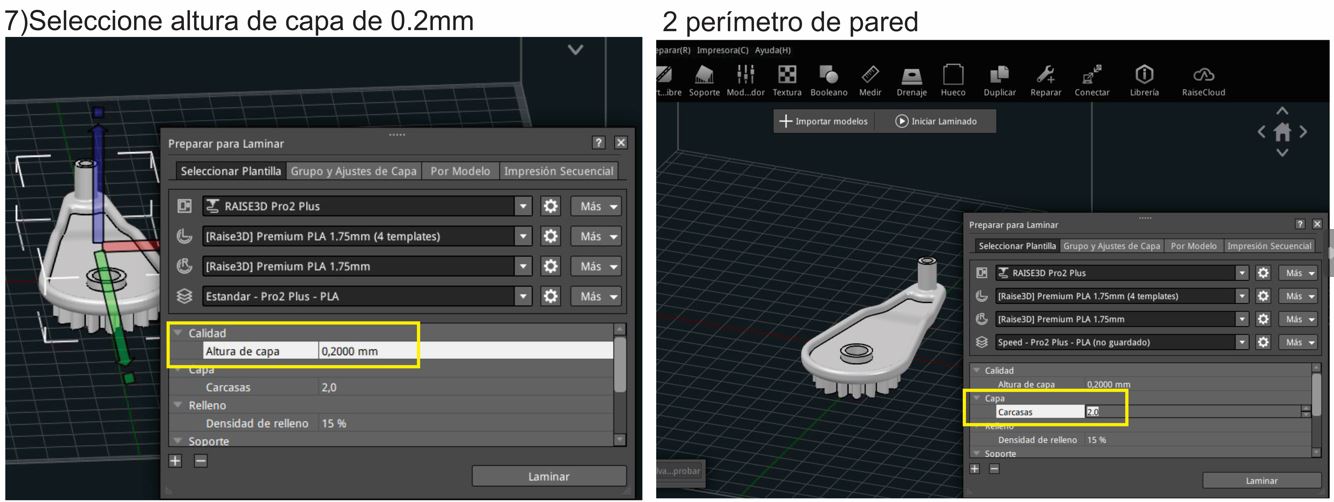 7)Seleccione altura de capa de 0.2mm
Preparar para Laminar
?
Seleccionar Plantilla Grupo y Ajustes de Capa Por Modelo Impresión Secuencial
RAISE3D Pro2 Plus Más
[Raise3D] Premium PLA 1.75mm (4 templates) Más
[Raise3D] Premium PLA 1.75mm Más
Estandar - Pro2 Plus - PLA Más
Calidad
Altura de capa 0,2000 mm
Capa
Carcasas 2,0
Relleno
Densidad de relleno 15 %
Soporte
Laminar
2 perímetro de pared
eparar(R) Impresora(C) Ayuda(H)
rt...ibre Soporte Mod...dor Textura Booleano Medir Drenaje Hueco Duplicar Reparar Conectar Librería RaiseCloud
Importar modelos Iniciar Laminado
Preparar para Laminar
?
Seleccionar Plantilla Grupo y Ajustes de Capa Por Modelo Impresión Secuencial
RAISE3D Pro2 Plus Más
[Raise3D] Premium PLA 1.75mm (4 templates) Más
[Raise3D] Premium PLA 1.75mm Más
Speed - Pro2 Plus - PLA (no guardado) Más
Calidad
Altura de capa 0,2000 mm
Capa
Carcasas 2,0
Relleno
Densidad de relleno 15 %
Soporte
lva...probar
Laminar